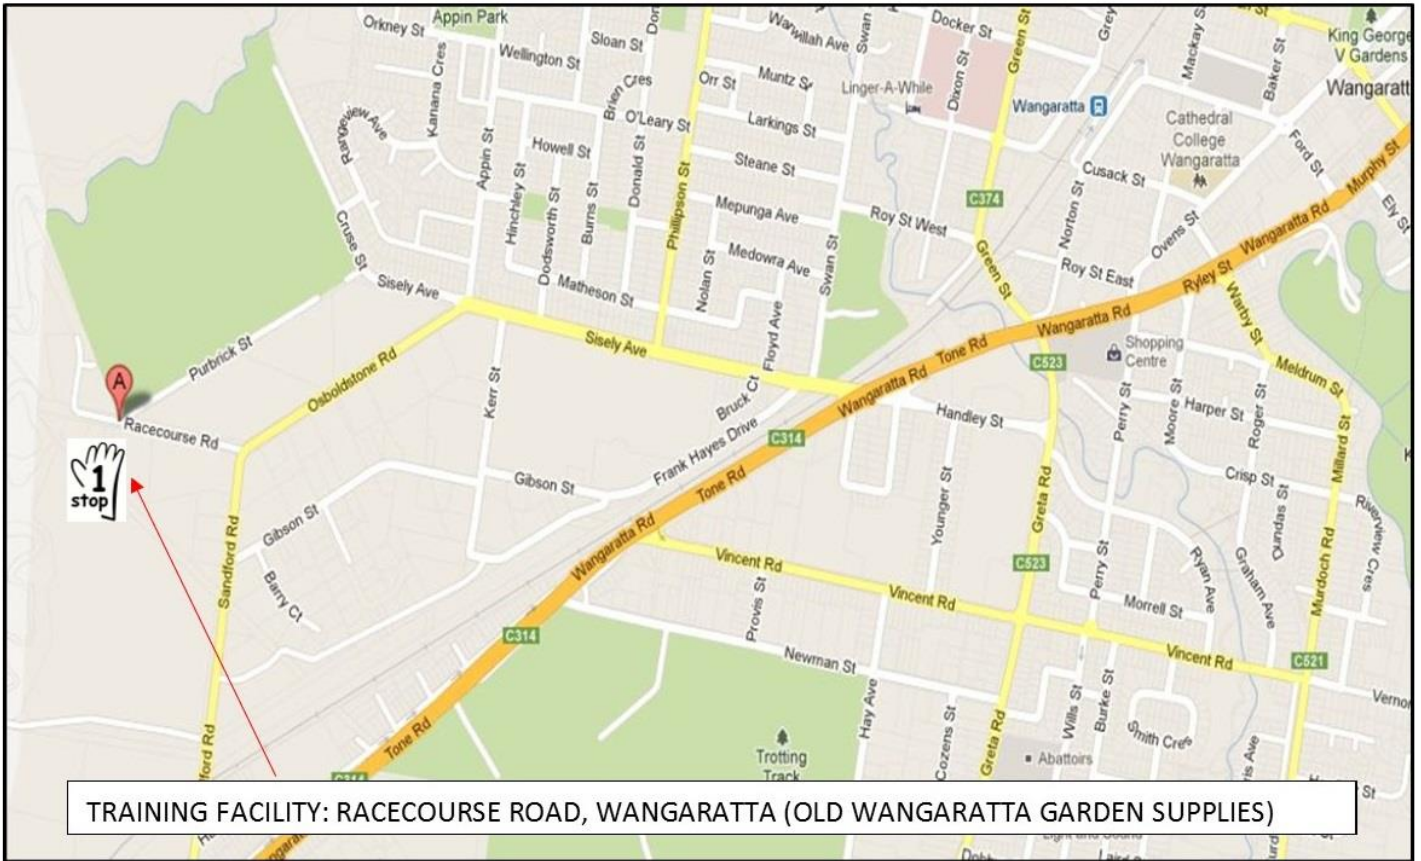 Appin Park
Orkney St
Wellington St
Sloan St
Kanana Cres
Brien Cres
Rangeview Ave
Appin St
O'Leary St
Howell St
Hinchley St
Dodsworth St
Burns St
Donald St
Phillipson St
Orr St
Muntz St
Larkings St
Steane St
Mepunga Ave
Medowra Ave
Nolan St
Matheson St
Swan St
Swan
Docker St
Dixon St
Linger-A-While
Green St
Grey
Mackay S
Baker St
King George
V Gardens
Wangaratt
Wangaratta
Cathedral
College
Wangaratta
Ford St
Murphy St
Ely St
Cusack St
Norton St
Ovens St
C374
Roy St West
Green St
Roy St East
Wangaratta Rd
Ryley St
Warby St
Cruse St
Sisely Ave
Purbrick St
Osboldstone Rd
Sisely Ave
Floyd Ave
Bruck Ct
Kerr St
A
Racecourse Rd
1
stop
Tone Rd
Wangaratta Rd
Wangaratta Rd
C523
Shopping
Centre
Meldrum St
Harper St
Moore St
Perry St
Roger St
Millard St
Handley St
C314
Frank Hayes Drive
Tone Rd
Gibson St
Gibson St
Barry Ct
Sandford Rd
Wangaratta Rd
Younger St
Greta Rd
Crisp St
Dundas St
Riverview Cres
Graham Ave
Ryan Ave
Murdoch Rd
Vincent Rd
Vincent Rd
C523
Perry St
Morrell St
Vincent Rd
C521
Provis St
C314
Newman St
Hay Ave
Cozens St
Greta Rd
Wills St
Burke St
Smith Cres
Vernon
Abattoirs
Trotting
Track
Tone Rd
ford Rd
C314
TRAINING FACILITY: RACECOURSE ROAD, WANGARATTA (OLD WANGARATTA GARDEN SUPPLIES)